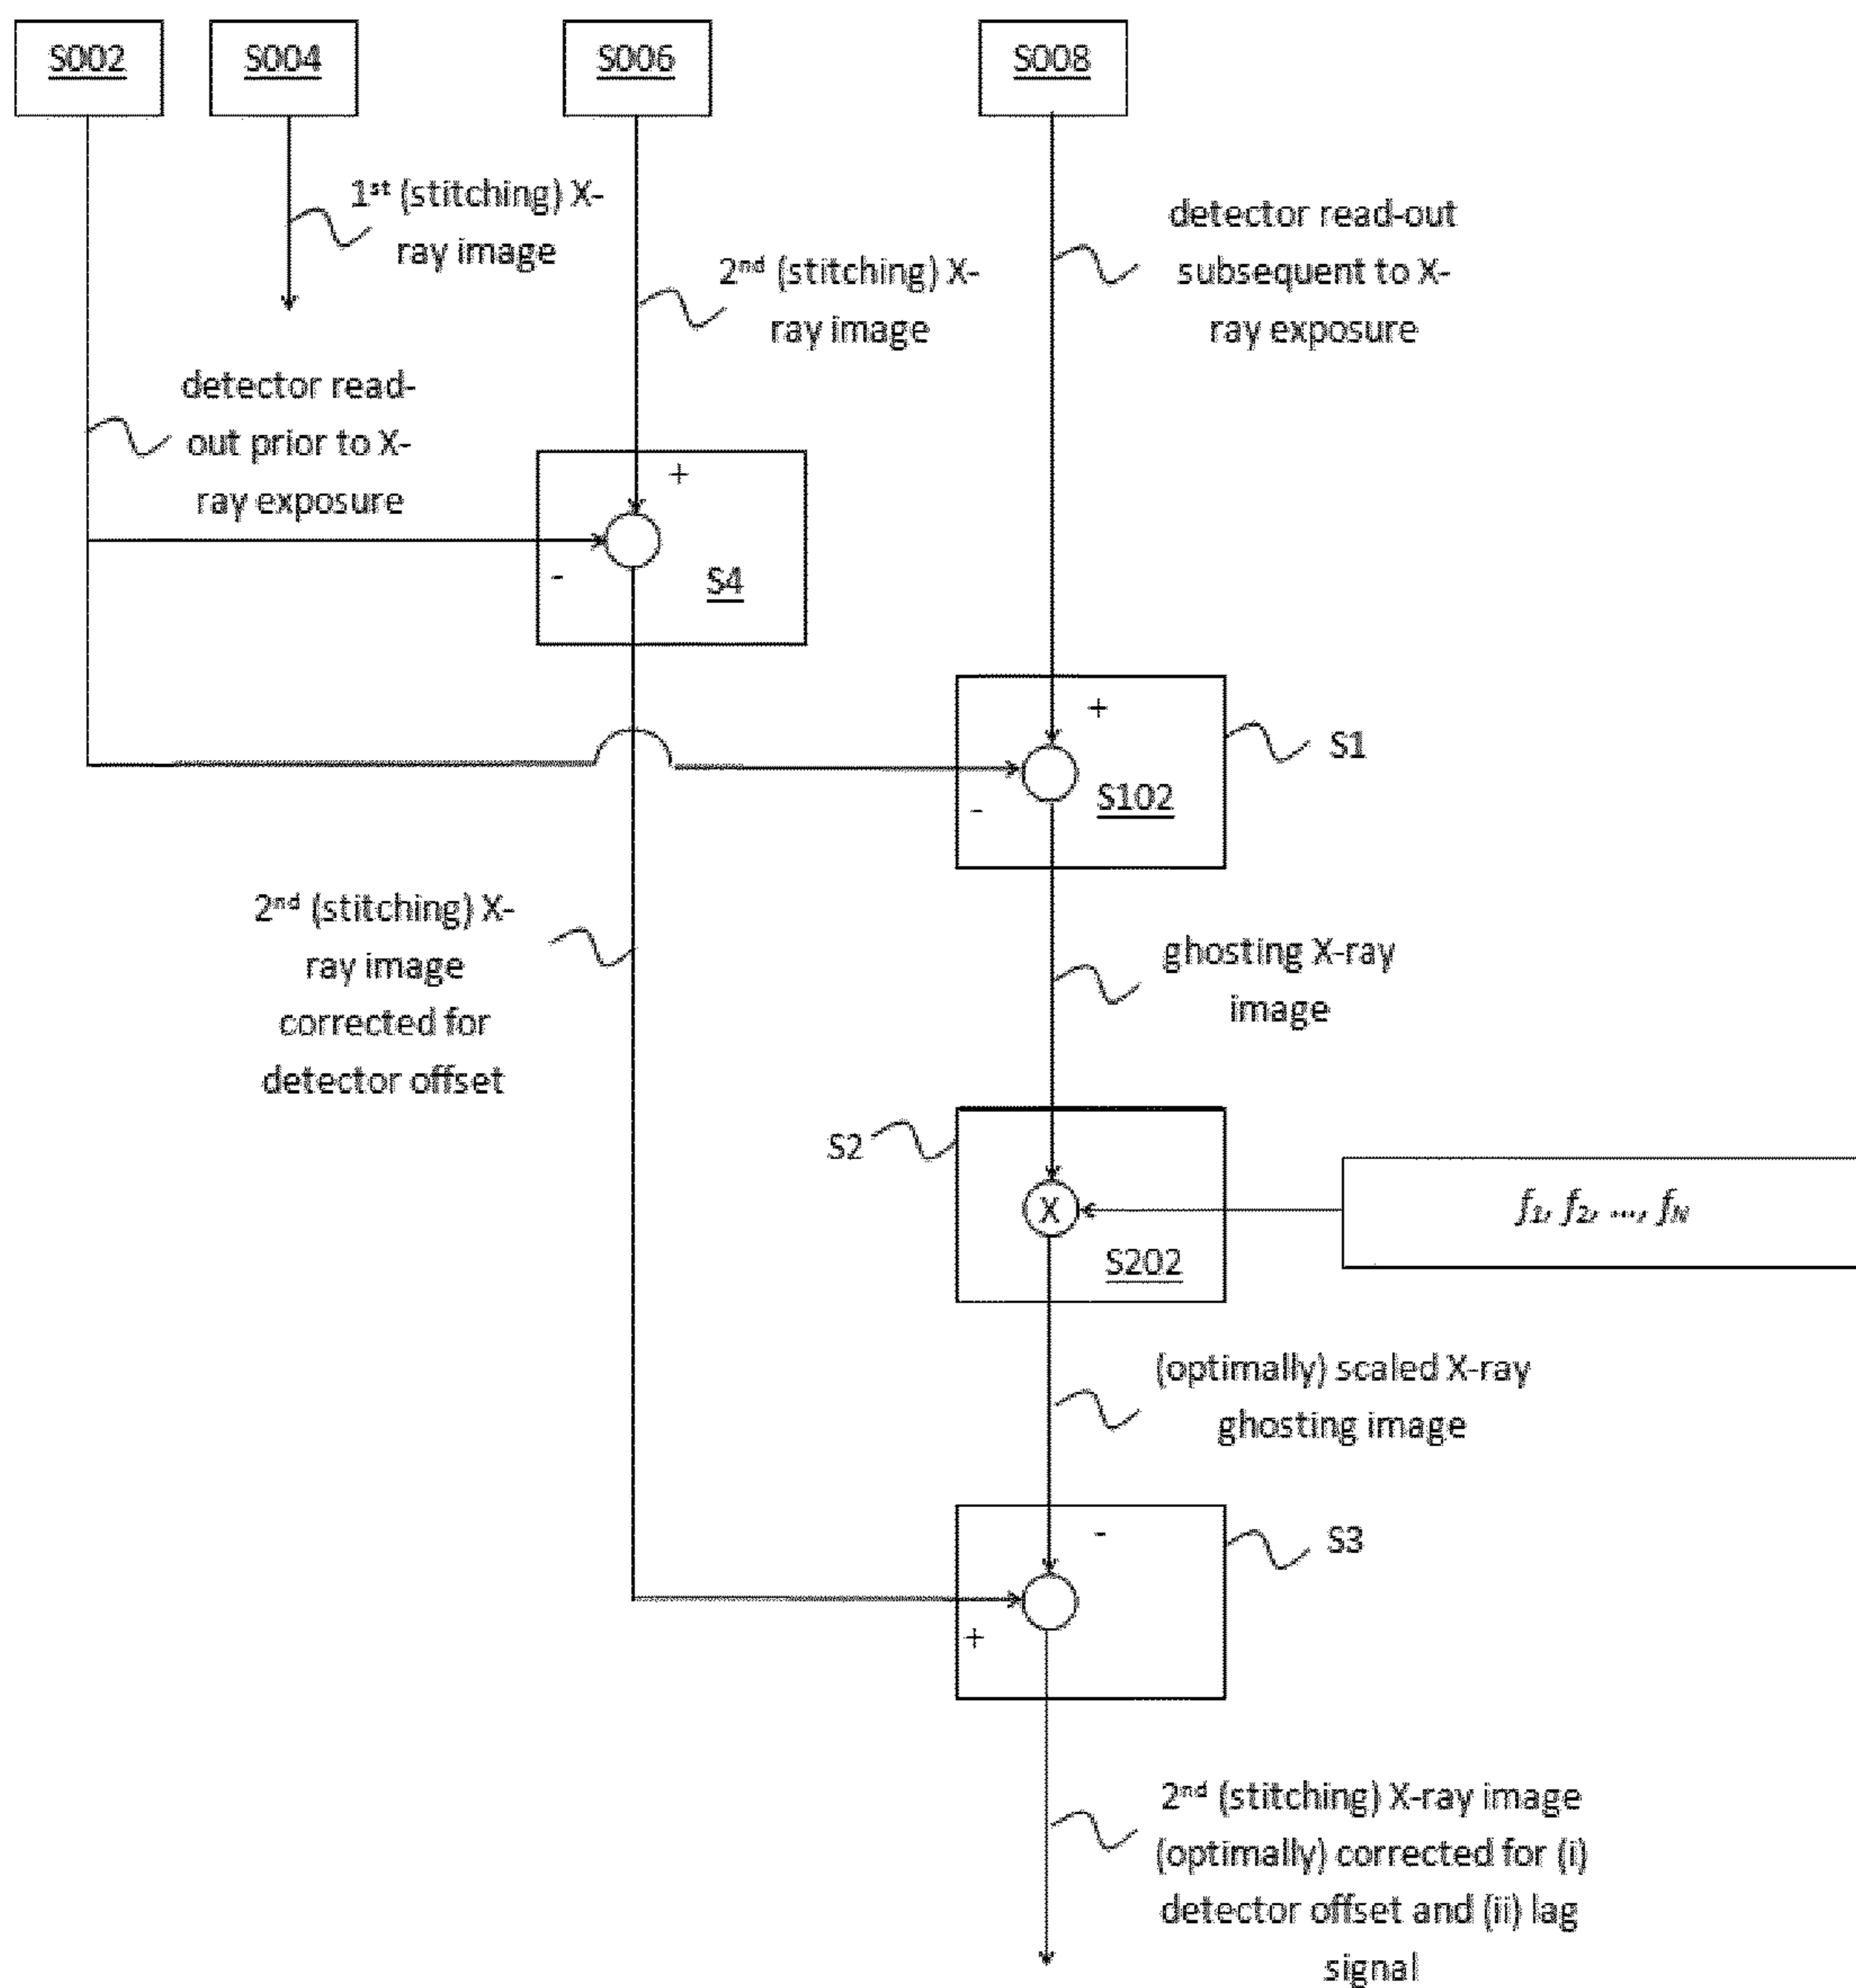 S002
S004
S006
S008
1st (stitching) X-
ray image
2nd (stitching) X-
ray image
detector read-out
subsequent to X-
ray exposure
detector read-
out prior to X-
ray exposure
+
-
S4
+
-
S102
S1
2nd (stitching) X-
ray image
corrected for
detector offset
ghosting X-ray
image
S2
X
S202
f1, f2, ..., fN
(optimally) scaled X-ray
ghosting image
-
+
S3
2nd (stitching) X-ray image
(optimally) corrected for (i)
detector offset and (ii) lag
signal